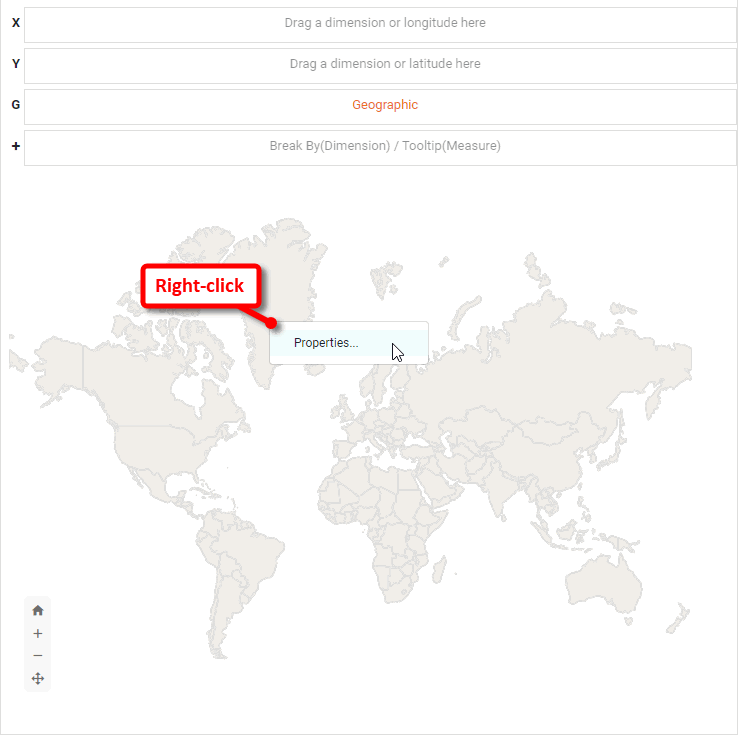 X Drag a dimension or longitude here
Y Drag a dimension or latitude here
G Geographic
+ Break By(Dimension) / Tooltip(Measure)
Right-click
Properties...
+
−